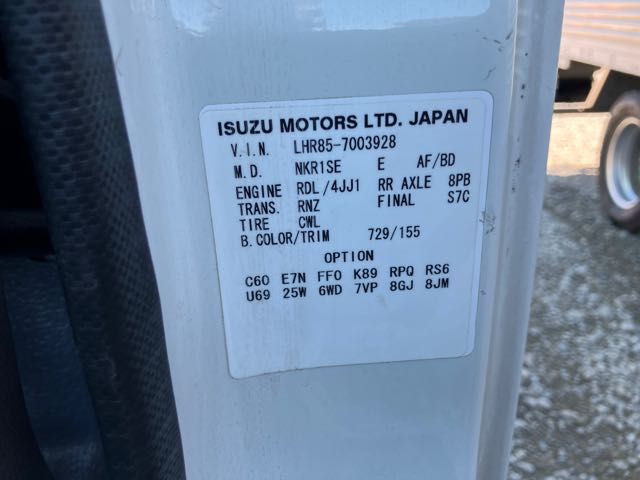 ISUZU MOTORS LTD. JAPAN
V.I.N. LHR85-7003928
M.D. NKR1SE E AF/BD
ENGINE RDL/4JJ1 RR AXLE 8PB
TRANS. RNZ FINAL S7C
TIRE CWL
B.COLOR/TRIM 729/155
OPTION
C60 E7N FF0 K89 RPQ RS6
U69 25W 6WD 7VP 8GJ 8JM